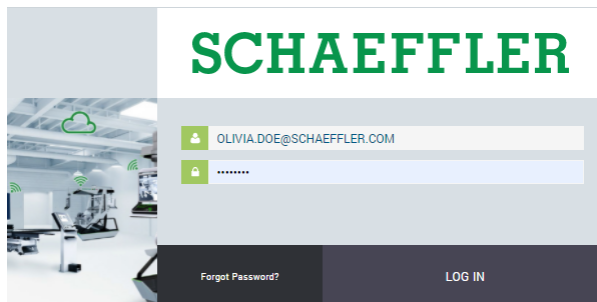 SCHAEFFLER
OLIVIA.DOE@SCHAEFFLER.COM
••••••••
Forgot Password?
LOG IN